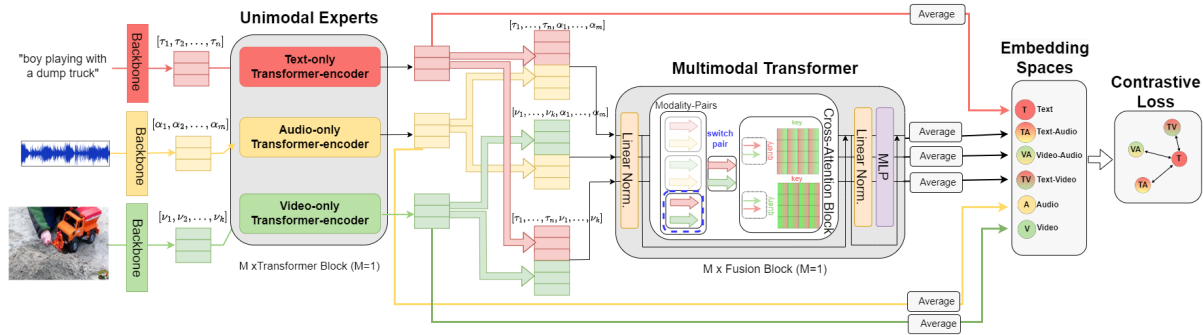 Unimodal Experts
"boy playing with
a dump truck"
Backbone
[τ₁, τ₂, . . . , τₙ]
Text-only
Transformer-encoder
Backbone
[α₁, α₂, . . . , αₘ]
Audio-only
Transformer-encoder
Backbone
[ν₁, ν₂, . . . , νₖ]
Video-only
Transformer-encoder
M xTransformer Block (M=1)
[τ₁, . . . , τₙ, α₁, . . . , αₘ]
[ν₁, . . . , νₖ, α₁, . . . , αₘ]
[τ₁, . . . , τₙ, ν₁, . . . , νₖ]
Multimodal Transformer
Linear Norm.
Modality-Pairs
switch
pair
key
query
key
query
Cross-Attention Block
Linear Norm.
MLP
M x Fusion Block (M=1)
Average
Average
Average
Average
Average
Average
Embedding
Spaces
T Text
TA Text-Audio
VA Video-Audio
TV Text-Video
A Audio
V Video
Contrastive
Loss
TV
VA
T
TA